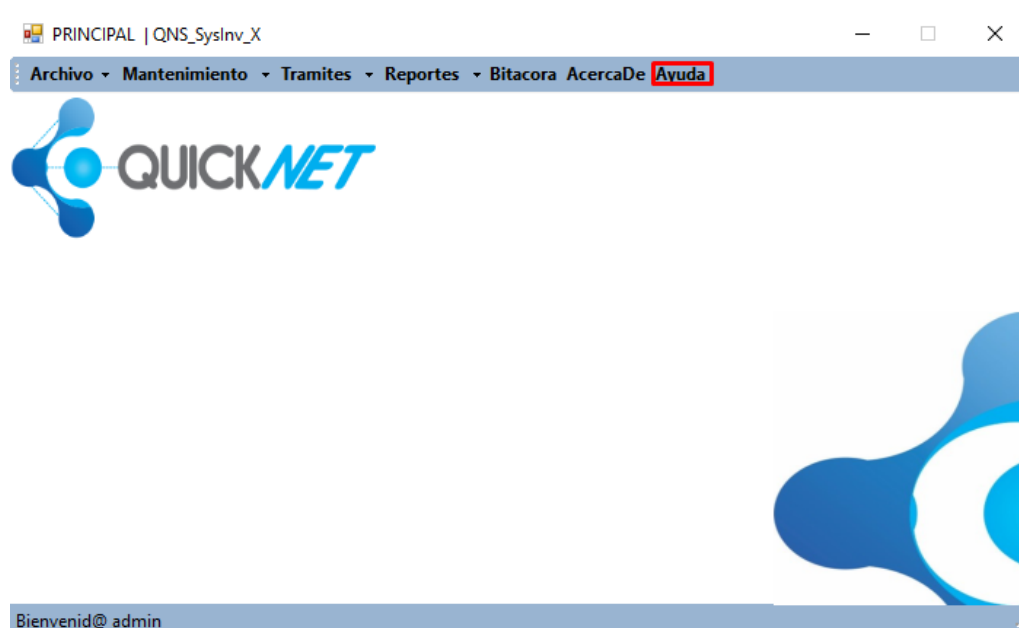 PRINCIPAL | QNS_SysInv_X
Archivo Mantenimiento Tramites Reportes Bitacora AcercaDe Ayuda
QUICKNET
Bienvenid@ admin